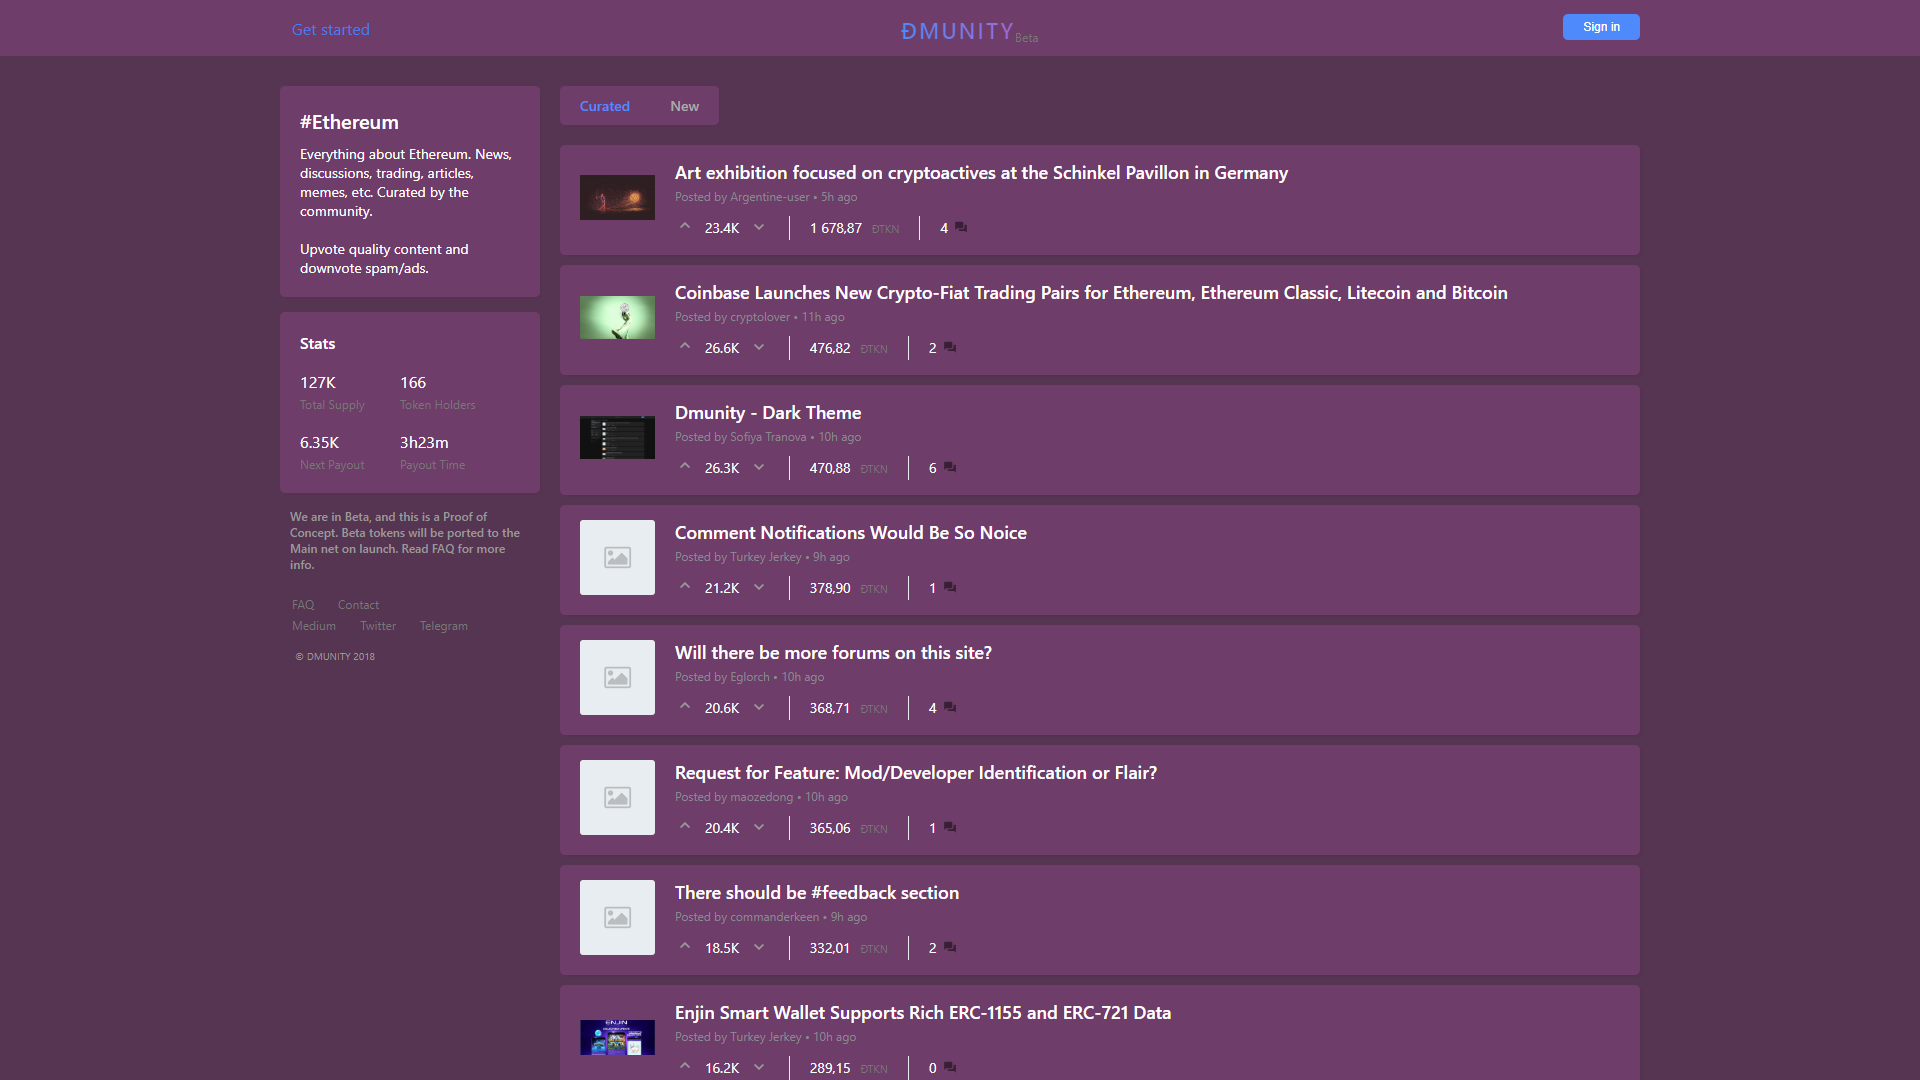 Get started
ÐMUNITY Beta
Sign in
#Ethereum
Everything about Ethereum. News,
discussions, trading, articles,
memes, etc. Curated by the
community.
Upvote quality content and
downvote spam/ads.
Stats
127K 166
Total Supply Token Holders
6.35K 3h23m
Next Payout Payout Time
We are in Beta, and this is a Proof of
Concept. Beta tokens will be ported to the
Main net on launch. Read FAQ for more
info.
FAQ Contact
Medium Twitter Telegram
© DMUNITY 2018
Curated New
Art exhibition focused on cryptoactives at the Schinkel Pavillon in Germany
Posted by Argentine-user • 5h ago
23.4K 1 678,87 ÐTKN 4
Coinbase Launches New Crypto-Fiat Trading Pairs for Ethereum, Ethereum Classic, Litecoin and Bitcoin
Posted by cryptolover • 11h ago
26.6K 476,82 ÐTKN 2
Dmunity - Dark Theme
Posted by Sofiya Tranova • 10h ago
26.3K 470,88 ÐTKN 6
Comment Notifications Would Be So Noice
Posted by Turkey Jerkey • 9h ago
21.2K 378,90 ÐTKN 1
Will there be more forums on this site?
Posted by Eglorch • 10h ago
20.6K 368,71 ÐTKN 4
Request for Feature: Mod/Developer Identification or Flair?
Posted by maozedong • 10h ago
20.4K 365,06 ÐTKN 1
There should be #feedback section
Posted by commanderkeen • 9h ago
18.5K 332,01 ÐTKN 2
ENJIN
Enjin Smart Wallet Supports Rich ERC-1155 and ERC-721 Data
Posted by Turkey Jerkey • 10h ago
16.2K 289,15 ÐTKN 0